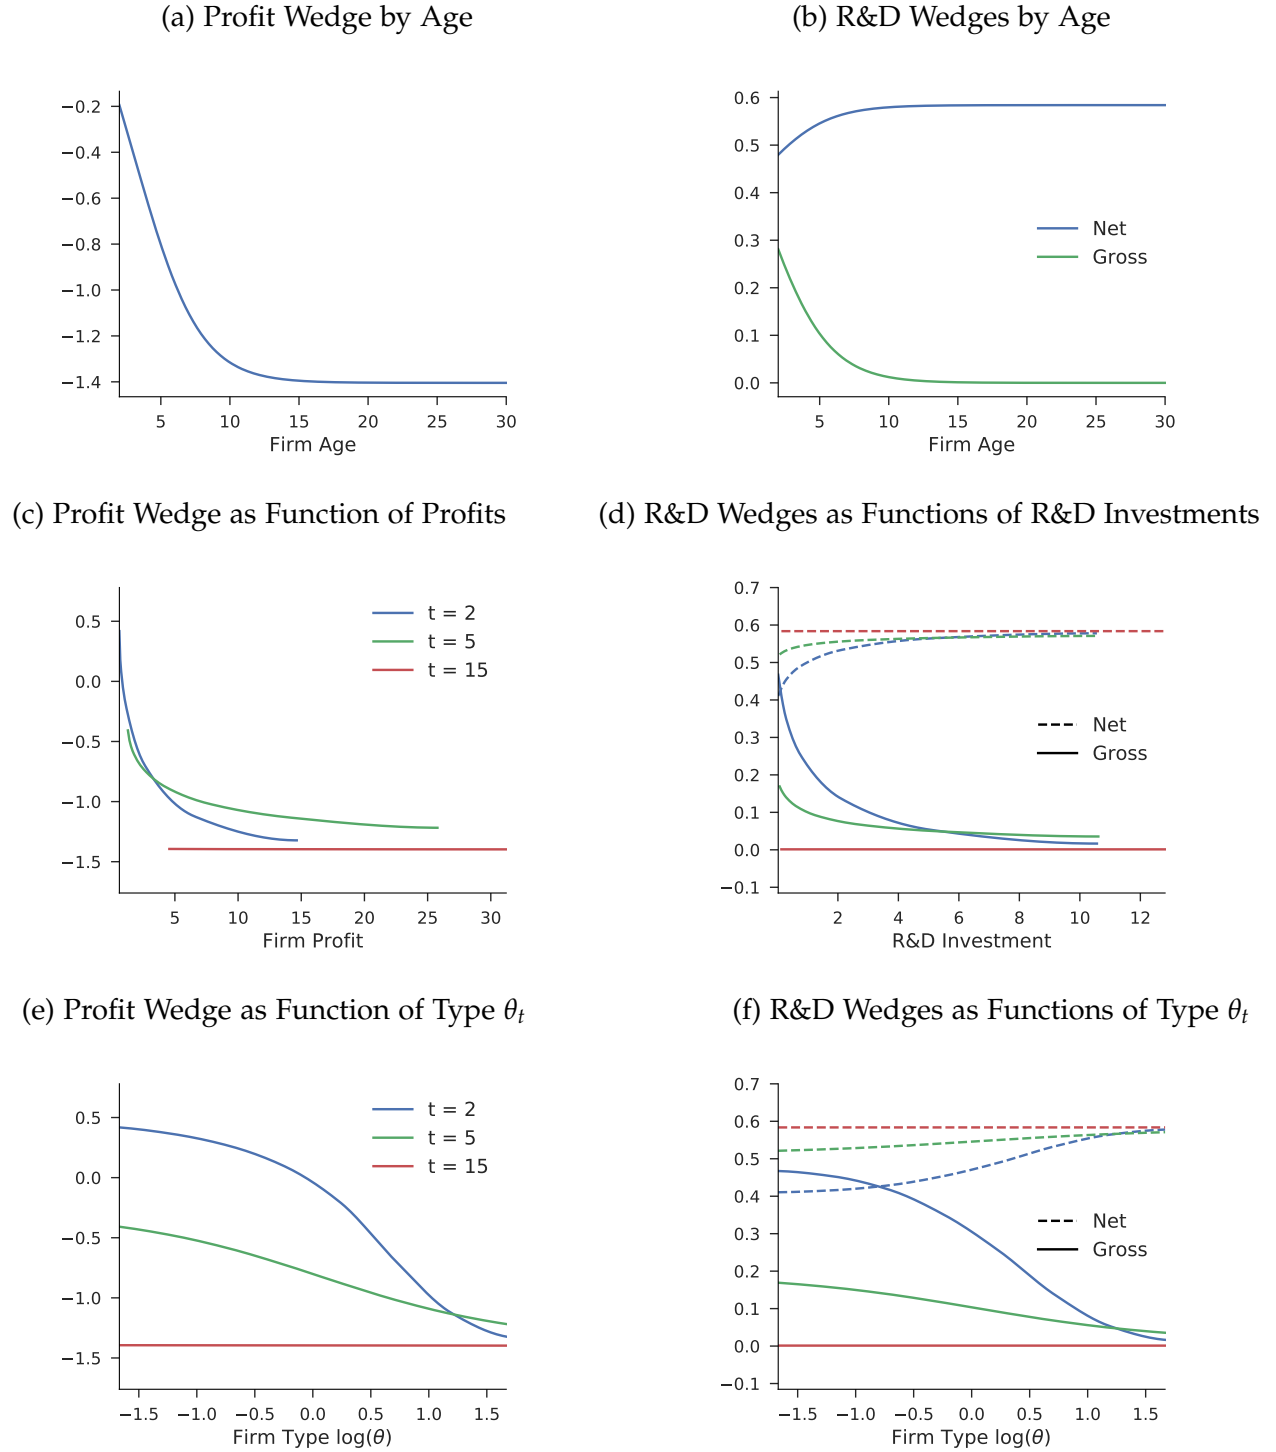 (a) Profit Wedge by Age
(b) R&D Wedges by Age
−0.2
−0.4
−0.6
−0.8
−1.0
−1.2
−1.4
5 10 15 20 25 30
Firm Age
0.6
0.5
0.4
0.3
0.2
0.1
0.0
Net
Gross
5 10 15 20 25 30
Firm Age
(c) Profit Wedge as Function of Profits
(d) R&D Wedges as Functions of R&D Investments
0.5
0.0
−0.5
−1.0
−1.5
t = 2
t = 5
t = 15
5 10 15 20 25 30
Firm Profit
0.7
0.6
0.5
0.4
0.3
0.2
0.1
0.0
−0.1
Net
Gross
2 4 6 8 10 12
R&D Investment
(e) Profit Wedge as Function of Type θt
(f) R&D Wedges as Functions of Type θt
0.5
0.0
−0.5
−1.0
−1.5
t = 2
t = 5
t = 15
−1.5 −1.0 −0.5 0.0 0.5 1.0 1.5
Firm Type log(θ)
0.7
0.6
0.5
0.4
0.3
0.2
0.1
0.0
−0.1
Net
Gross
−1.5 −1.0 −0.5 0.0 0.5 1.0 1.5
Firm Type log(θ)